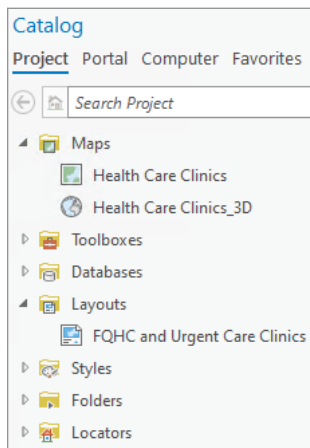 Catalog
Project Portal Computer Favorites
Search Project
Maps
Health Care Clinics
Health Care Clinics_3D
Toolboxes
Databases
Layouts
FQHC and Urgent Care Clinics
Styles
Folders
Locators